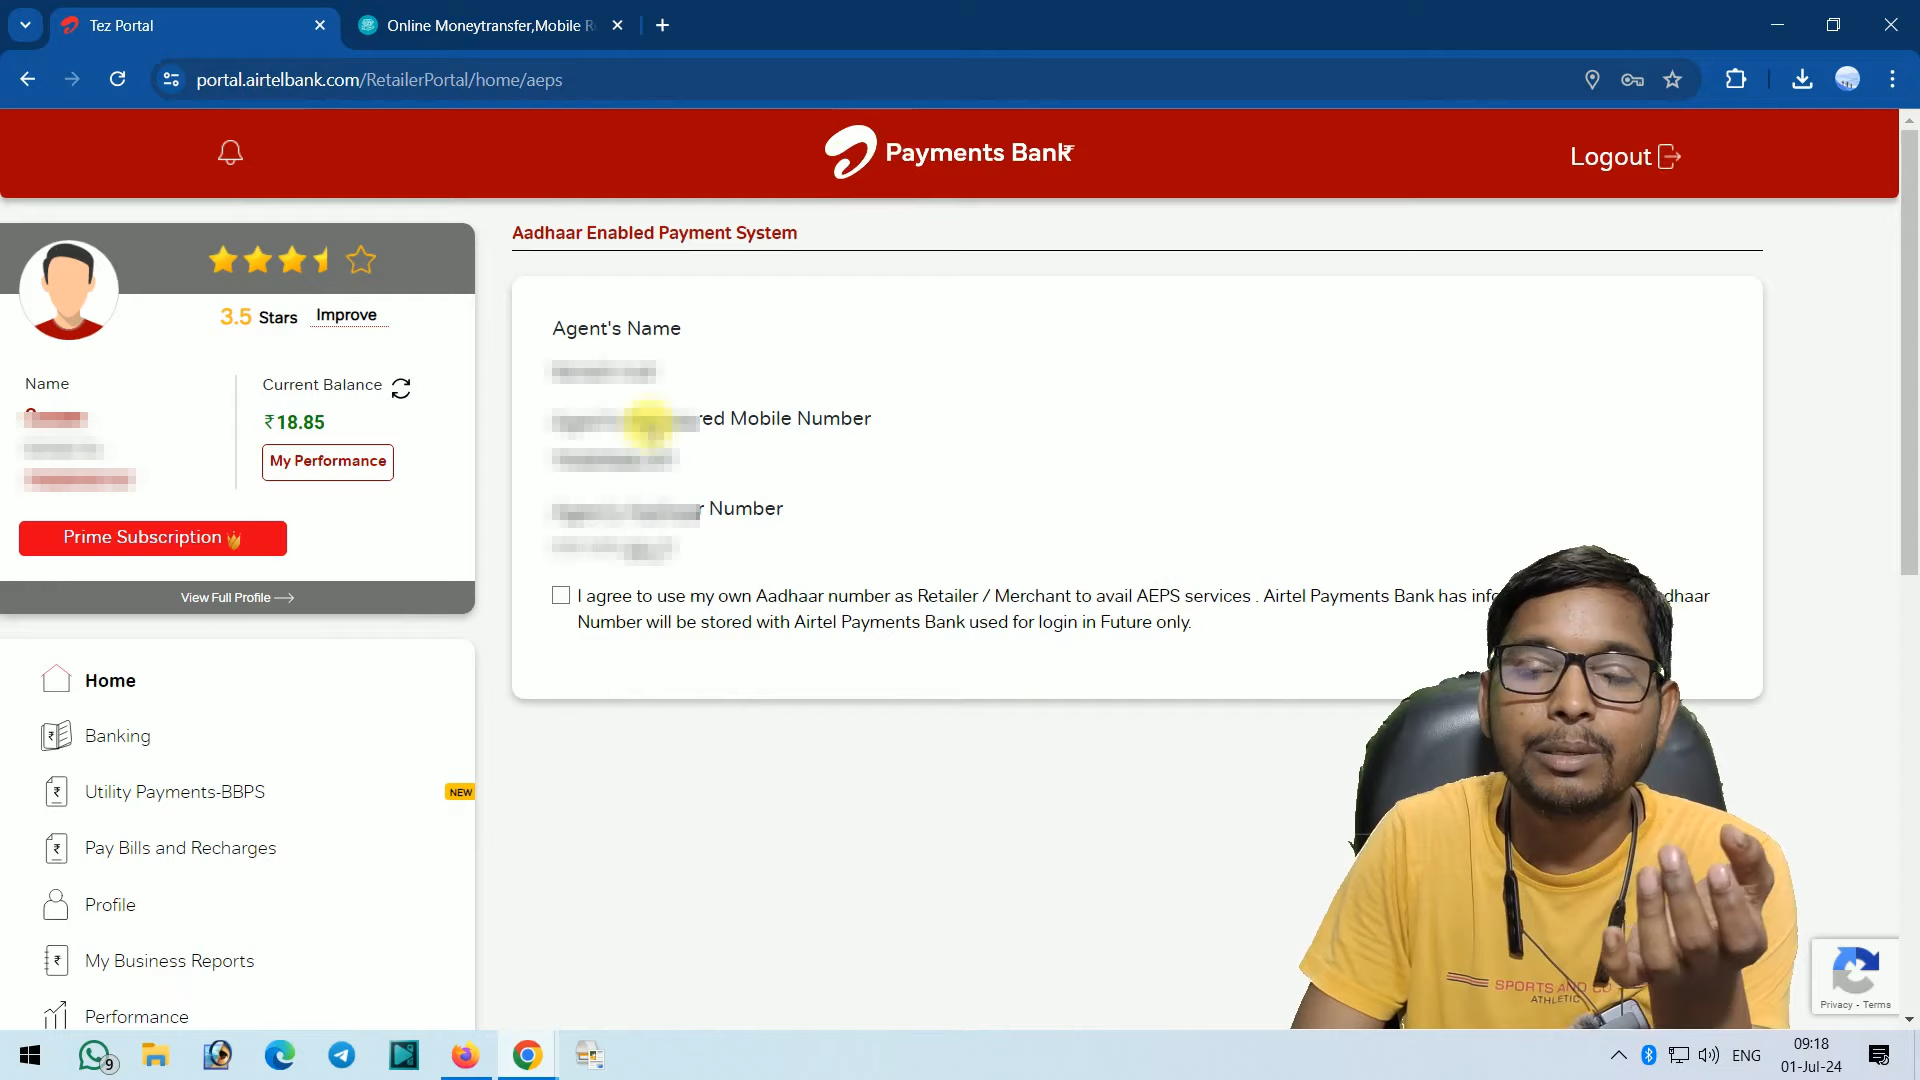 Tez Portal
Online Moneytransfer,Mobile R
portal.airtelbank.com/RetailerPortal/home/aeps
Payments Bank
Logout
3.5 Stars Improve
Name
Current Balance
₹18.85
My Performance
Prime Subscription
View Full Profile
Home
Banking
Utility Payments-BBPS
NEW
Pay Bills and Recharges
Profile
My Business Reports
Performance
Aadhaar Enabled Payment System
Agent's Name
red Mobile Number
r Number
I agree to use my own Aadhaar number as Retailer / Merchant to avail AEPS services . Airtel Payments Bank has info dhaar
Number will be stored with Airtel Payments Bank used for login in Future only.
SPORTS AND CO
ATHLETIC
Privacy - Terms
9
ENG
09:18
01-Jul-24